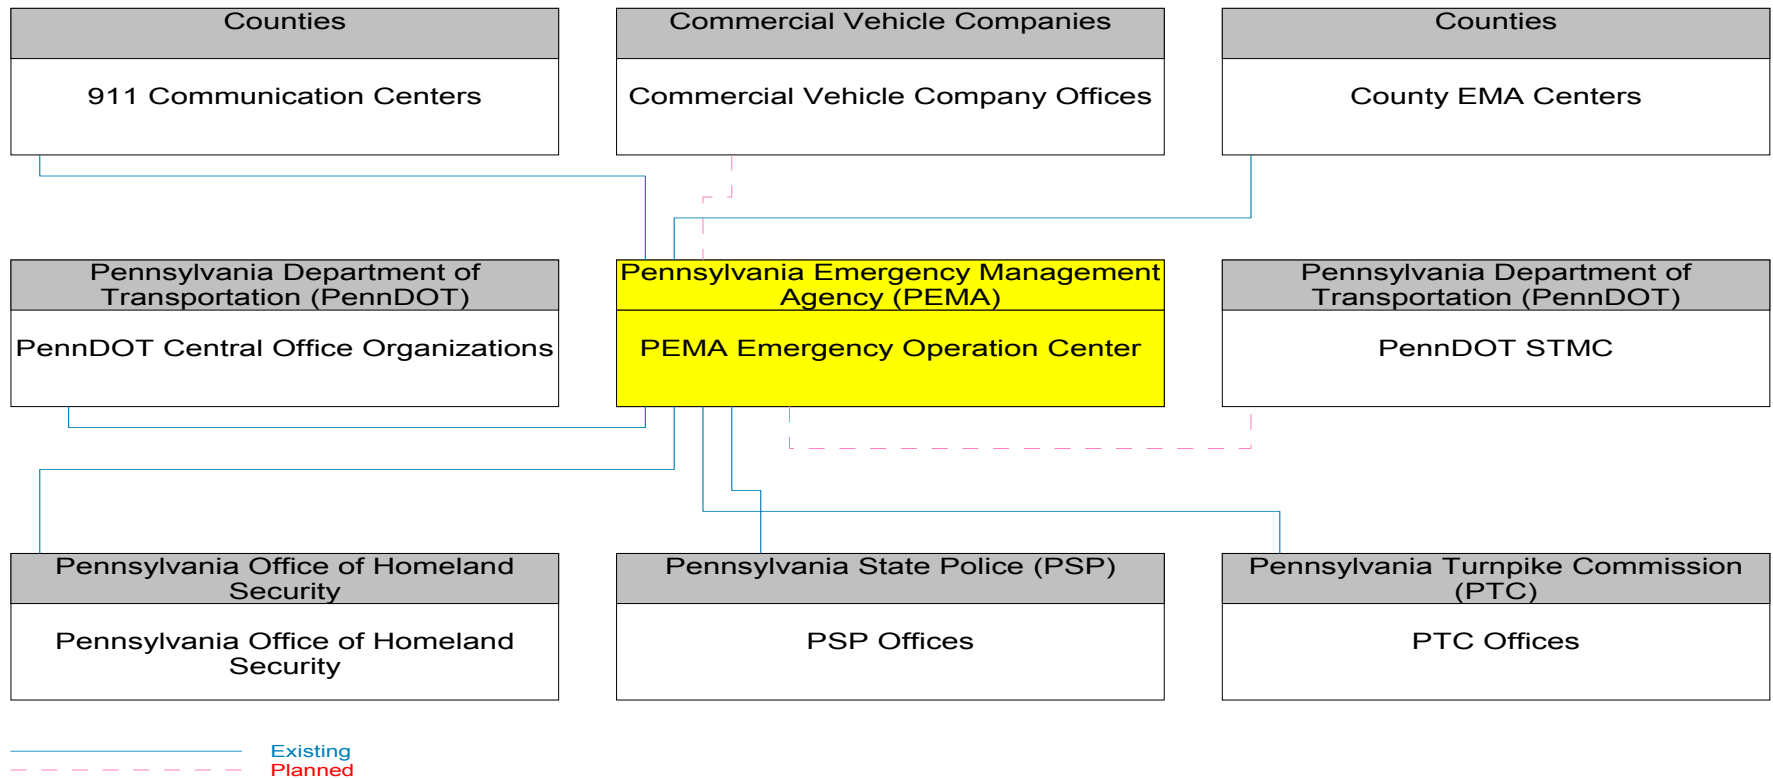 Counties
911 Communication Centers
Commercial Vehicle Companies
Commercial Vehicle Company Offices
Counties
County EMA Centers
Pennsylvania Department of
Transportation (PennDOT)
PennDOT Central Office Organizations
Pennsylvania Emergency Management
Agency (PEMA)
PEMA Emergency Operation Center
Pennsylvania Department of
Transportation (PennDOT)
PennDOT STMC
Pennsylvania Office of Homeland
Security
Pennsylvania Office of Homeland
Security
Pennsylvania State Police (PSP)
PSP Offices
Pennsylvania Turnpike Commission
(PTC)
PTC Offices
Existing
Planned